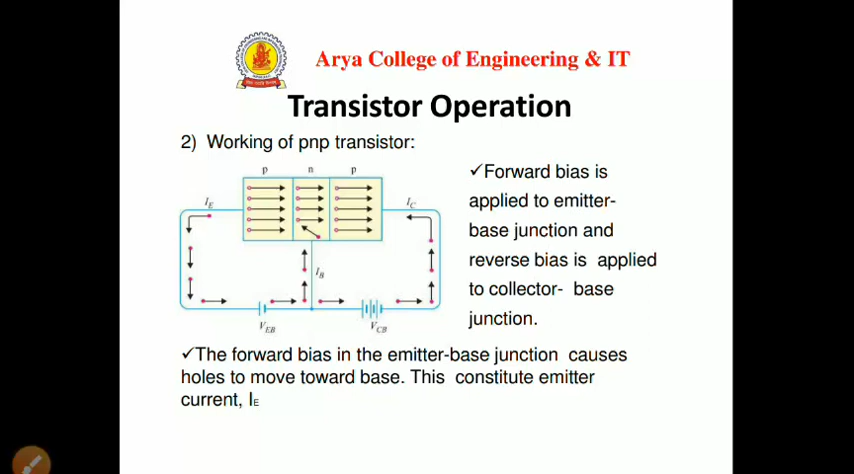 Arya College of Engineering & IT
Transistor Operation
2) Working of pnp transistor:
p n p
IE
IC
IB
VEB
VCB
✓Forward bias is
applied to emitter-
base junction and
reverse bias is applied
to collector- base
junction.
✓The forward bias in the emitter-base junction causes
holes to move toward base. This constitute emitter
current, IE